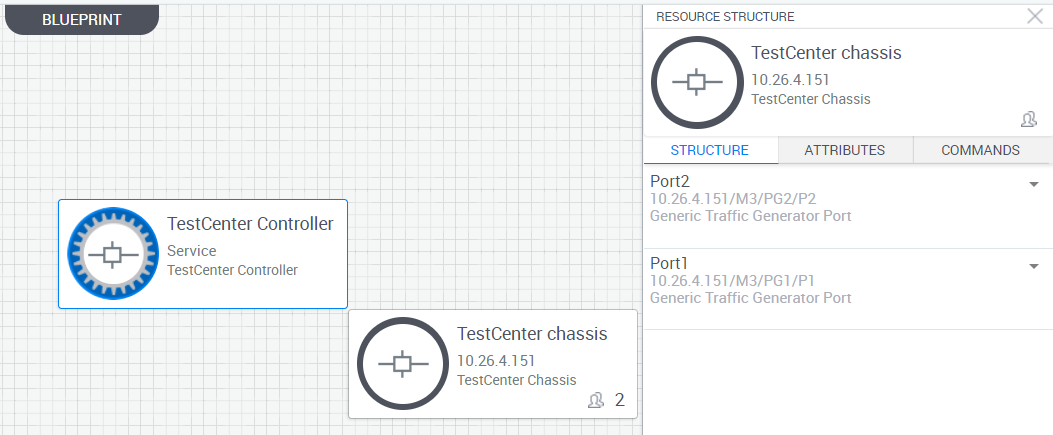 BLUEPRINT
TestCenter Controller
Service
TestCenter Controller
TestCenter chassis
10.26.4.151
TestCenter Chassis
2
RESOURCE STRUCTURE
TestCenter chassis
10.26.4.151
TestCenter Chassis
STRUCTURE ATTRIBUTES COMMANDS
Port2
10.26.4.151/M3/PG2/P2
Generic Traffic Generator Port
Port1
10.26.4.151/M3/PG1/P1
Generic Traffic Generator Port